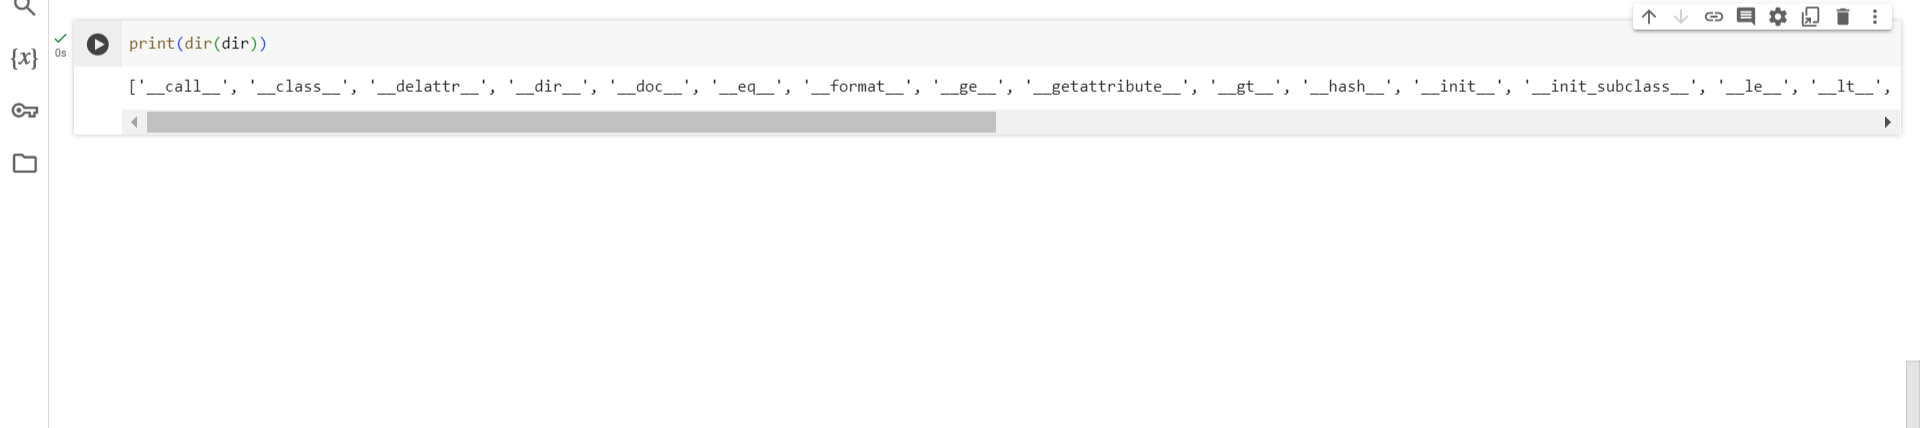 {x}
0s
print(dir(dir))
['__call__', '__class__', '__delattr__', '__dir__', '__doc__', '__eq__', '__format__', '__ge__', '__getattribute__', '__gt__', '__hash__', '__init__', '__init_subclass__', '__le__', '__lt__',